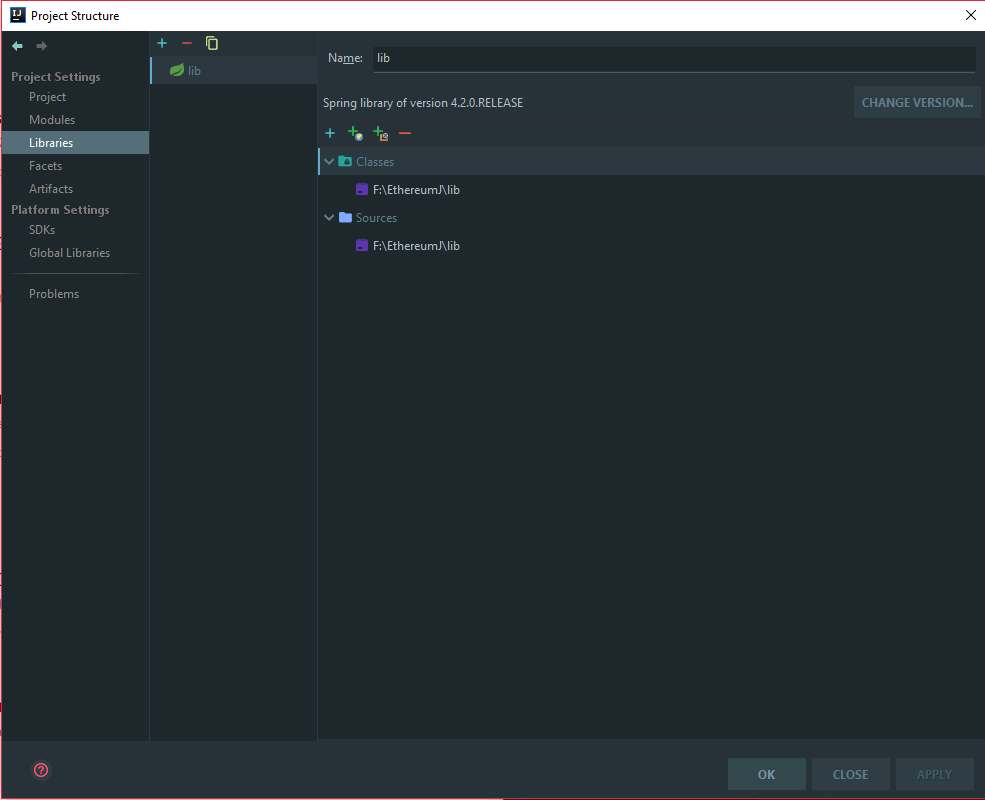 IJ Project Structure
Project Settings
Project
Modules
Libraries
Facets
Artifacts
Platform Settings
SDKs
Global Libraries
Problems
lib
Name: lib
Spring library of version 4.2.0.RELEASE
CHANGE VERSION...
Classes
F:\EthereumJ\lib
Sources
F:\EthereumJ\lib
?
OK CLOSE APPLY